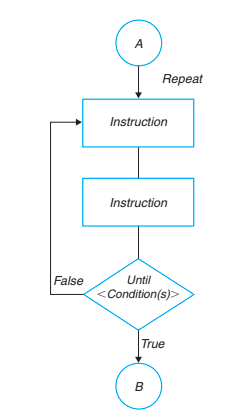 A
Repeat
Instruction
Instruction
Until
<Condition(s)>
False
True
B